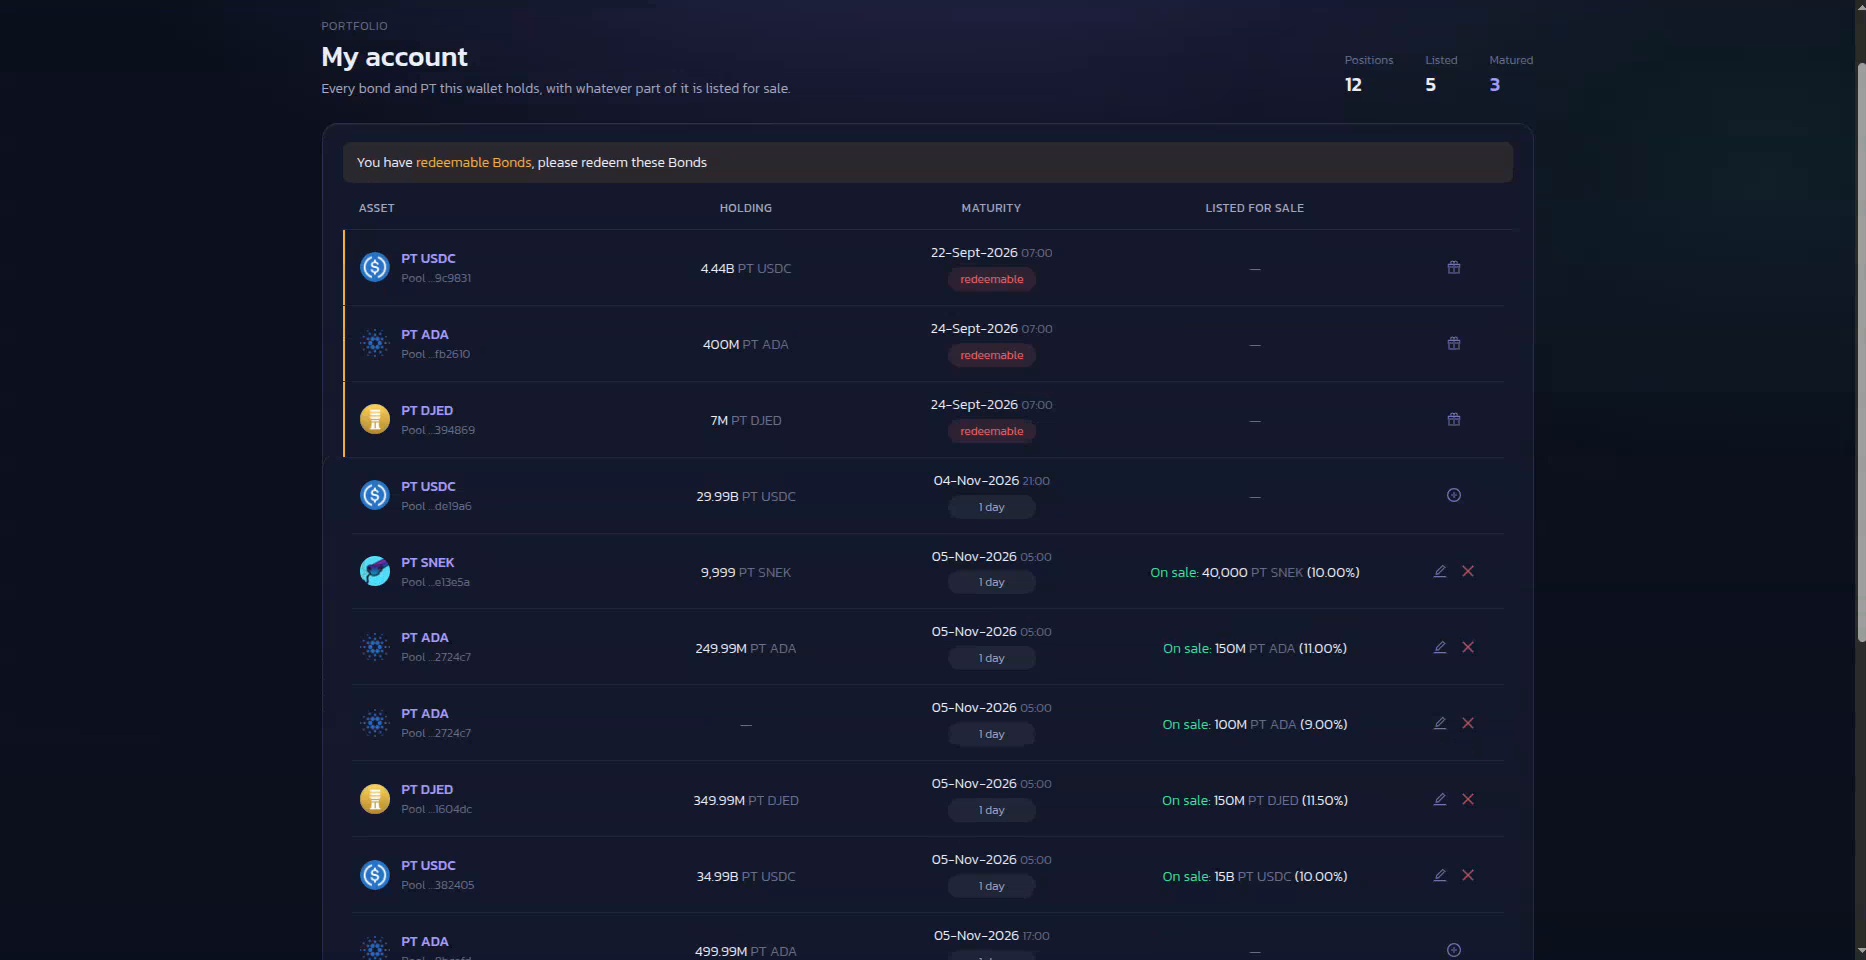 PORTFOLIO
My account
Every bond and PT this wallet holds, with whatever part of it is listed for sale.
Positions Listed Matured
12 5 3
You have redeemable Bonds, please redeem these Bonds
ASSET HOLDING MATURITY LISTED FOR SALE
PT USDC
Pool ...9c9831
4.44B PT USDC
22-Sept-2026 07:00
redeemable
—
PT ADA
Pool ...fb2610
400M PT ADA
24-Sept-2026 07:00
redeemable
—
PT DJED
Pool ...394869
7M PT DJED
24-Sept-2026 07:00
redeemable
—
PT USDC
Pool ...de19a6
29.99B PT USDC
04-Nov-2026 21:00
1 day
—
PT SNEK
Pool ...e13e5a
9,999 PT SNEK
05-Nov-2026 05:00
1 day
On sale: 40,000 PT SNEK (10.00%)
PT ADA
Pool ...2724c7
249.99M PT ADA
05-Nov-2026 05:00
1 day
On sale: 150M PT ADA (11.00%)
PT ADA
Pool ...2724c7
—
05-Nov-2026 05:00
1 day
On sale: 100M PT ADA (9.00%)
PT DJED
Pool ...1604dc
349.99M PT DJED
05-Nov-2026 05:00
1 day
On sale: 150M PT DJED (11.50%)
PT USDC
Pool ...382405
34.99B PT USDC
05-Nov-2026 05:00
1 day
On sale: 15B PT USDC (10.00%)
PT ADA
499.99M PT ADA
05-Nov-2026 17:00
—